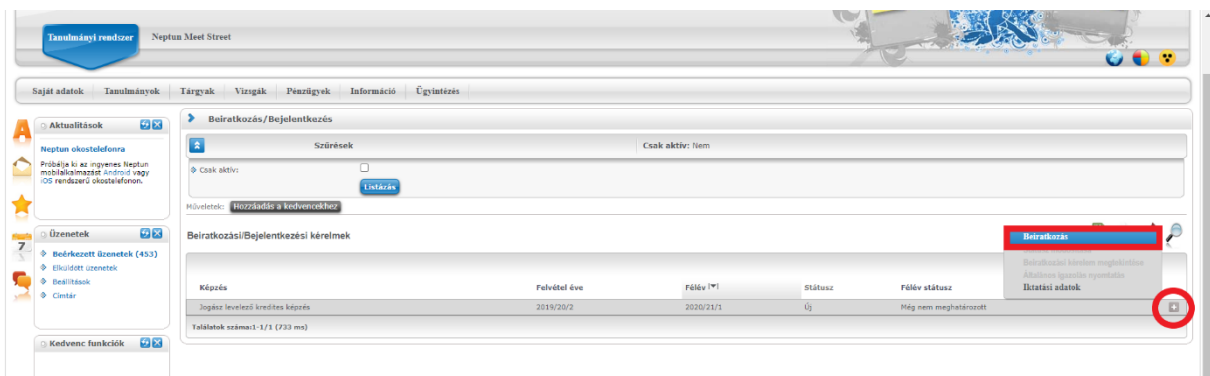 Tanulmányi rendszer Neptun Meet Street
Saját adatok Tanulmányok Tárgyak Vizsgák Pénzügyek Információ Ügyintézés
Aktualitások
Neptun okostelefonra
Próbálja ki az ingyenes Neptun
mobilalkalmazást Android vagy
iOS rendszerű okostelefonon.
7
Üzenetek
Beérkezett üzenetek (453)
Elküldött üzenetek
Beállítások
Címtár
Kedvenc funkciók
Beiratkozás/Bejelentkezés
Szűrések Csak aktív: Nem
Csak aktív:
Listázás
Műveletek: Hozzáadás a kedvencekhez
Beiratkozási/Bejelentkezési kérelmek
Beiratkozás
Beiratkozási kérelem megtekintése
Általános igazolás nyomtatás
Iktatási adatok
Képzés Felvétel éve Félév Státusz Félév státusz
Jogász levelező kredites képzés 2019/20/2 2020/21/1 Új Még nem meghatározott
Találatok száma:1-1/1 (733 ms)